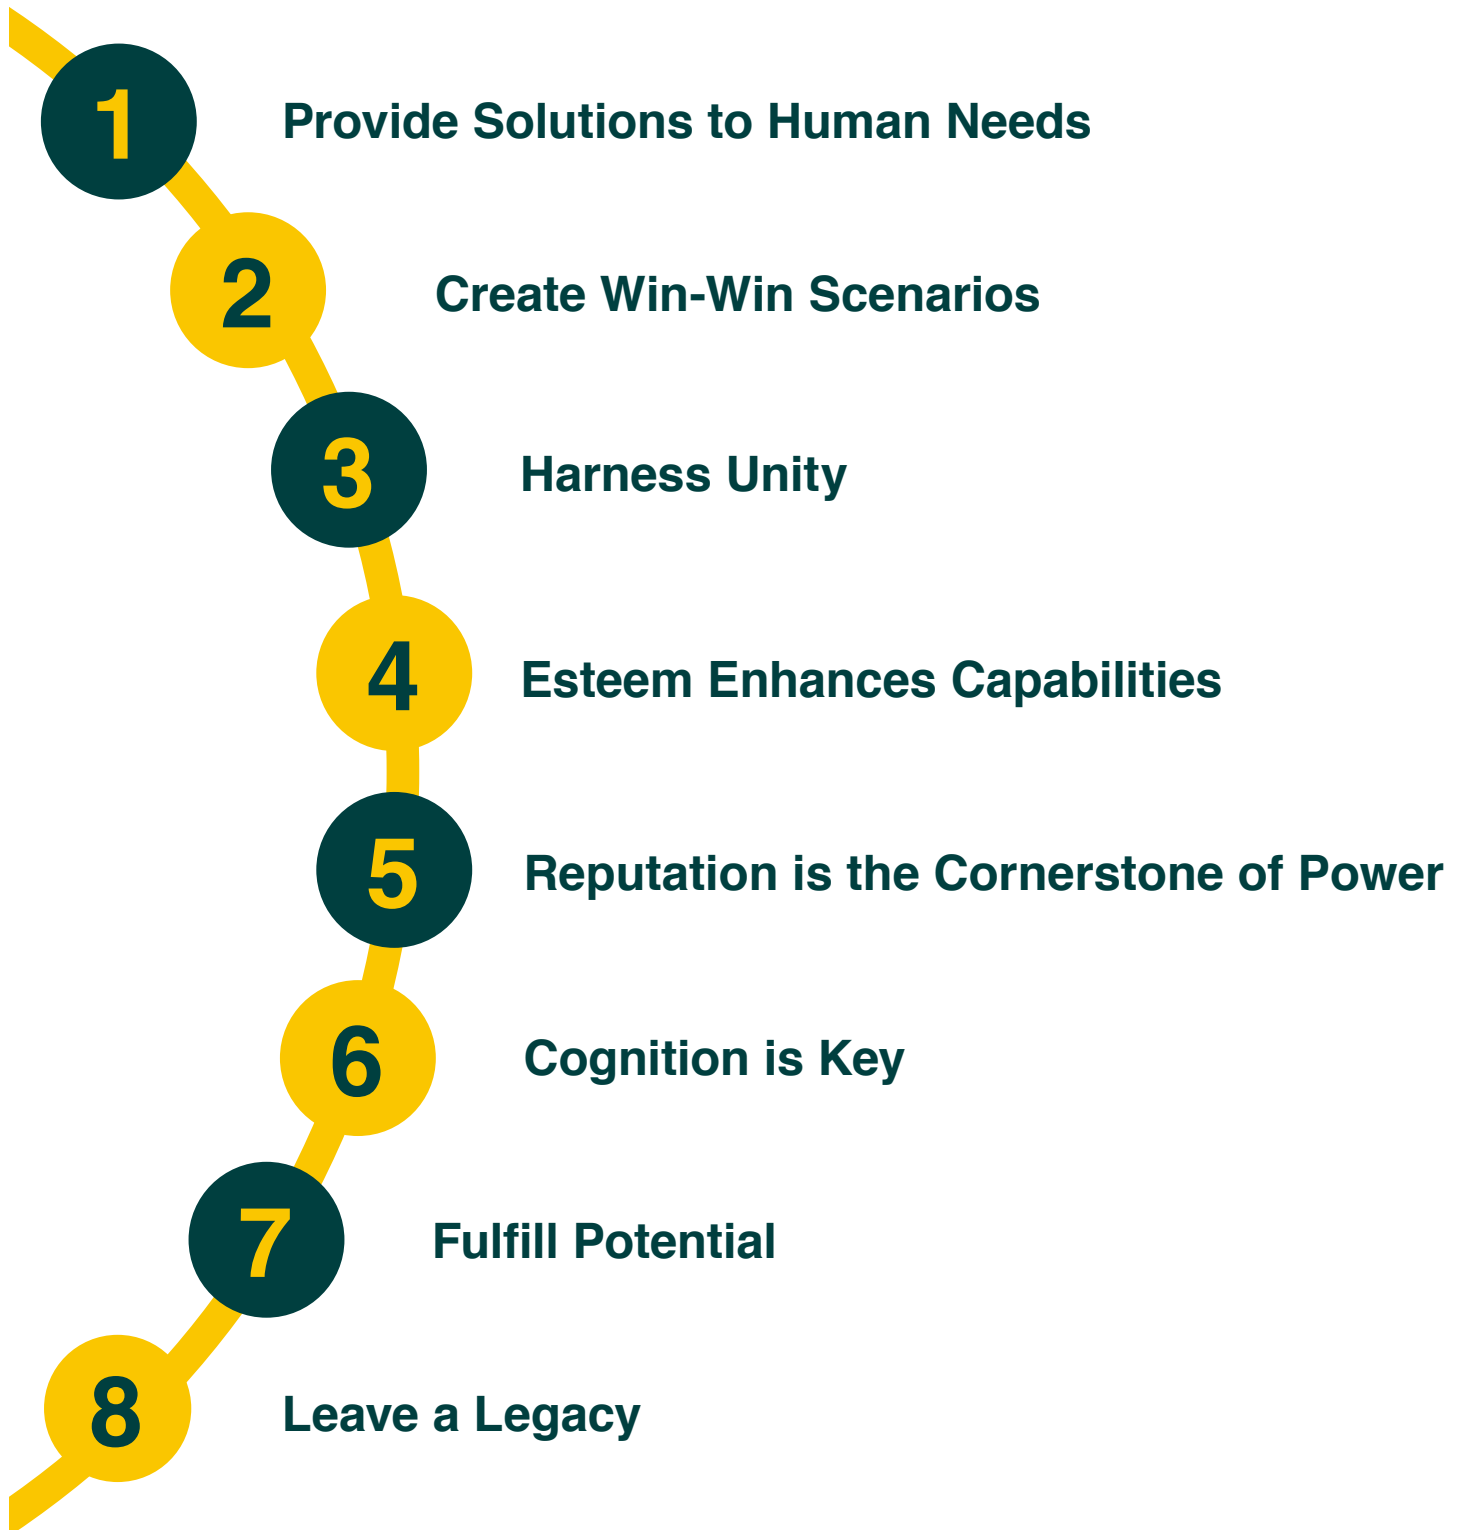 1 Provide Solutions to Human Needs
2 Create Win-Win Scenarios
3 Harness Unity
4 Esteem Enhances Capabilities
5 Reputation is the Cornerstone of Power
6 Cognition is Key
7 Fulfill Potential
8 Leave a Legacy